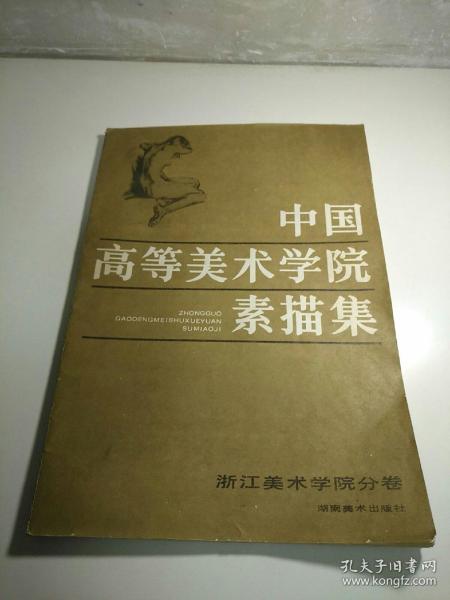 中国
高等美术学院
ZHONGGUO
GAODENGMEISHUXUEYUAN
SUMIAOJI
素描集
浙江美术学院分卷
湖南美术出版社
孔夫子旧书网
www.kongfz.com